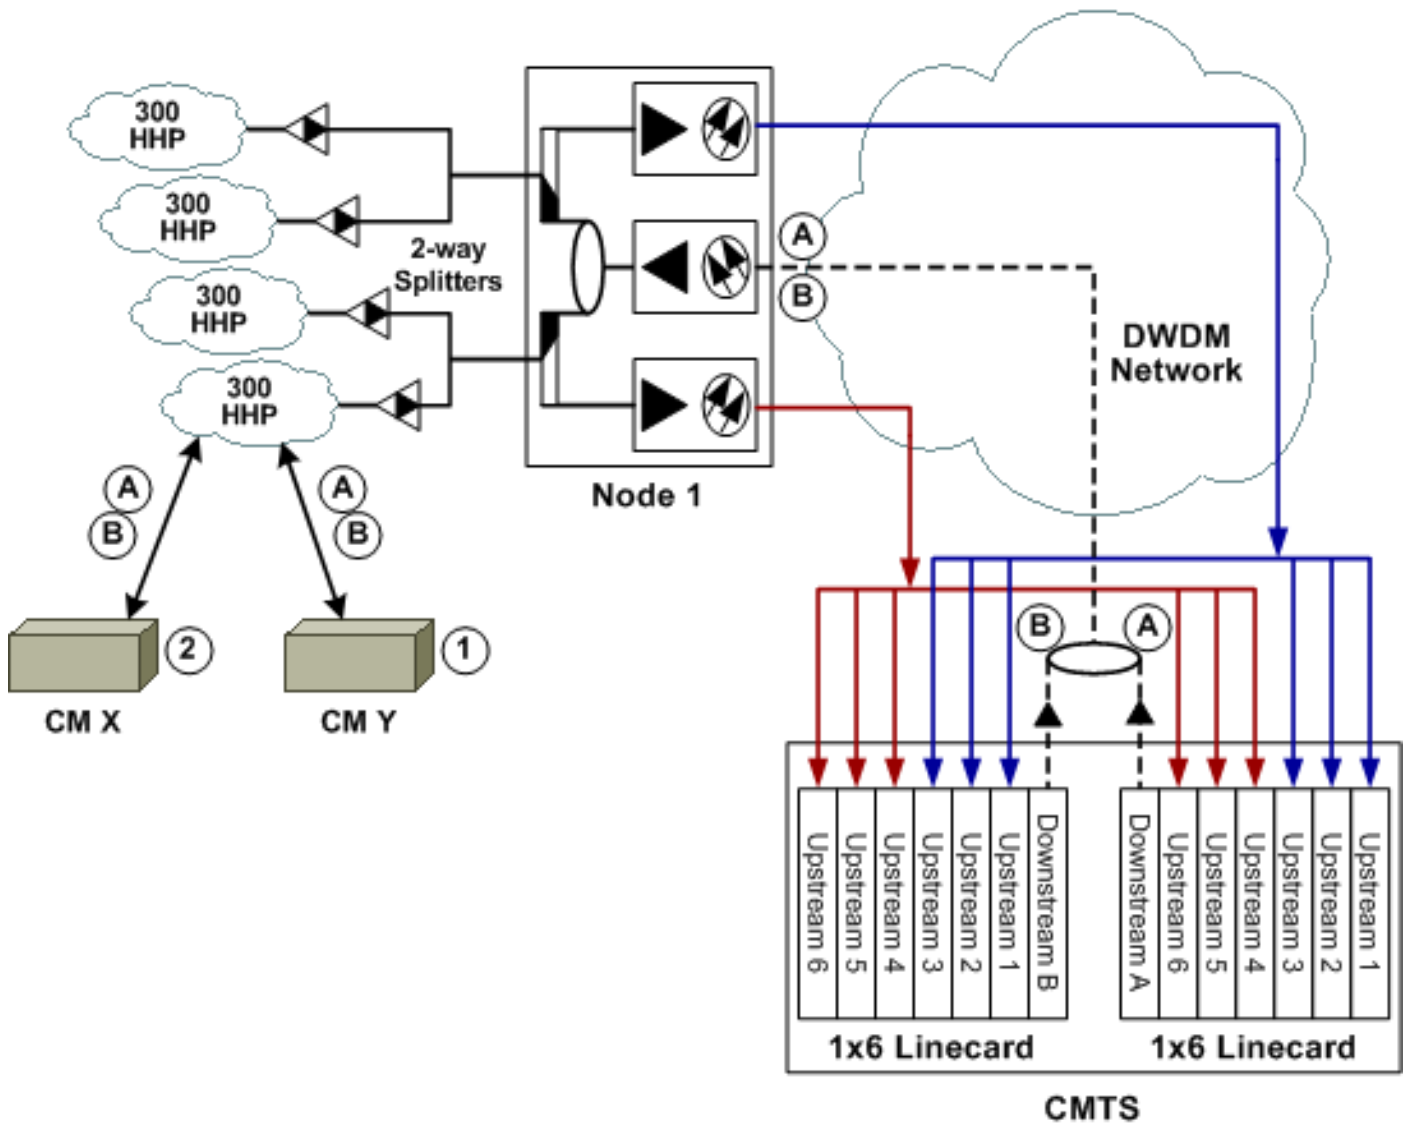 300
HHP
300
HHP
300
HHP
300
HHP
2-way
Splitters
A
B
DWDM
Network
Node 1
A
B
A
B
2
1
CM X
CM Y
B
A
Upstream 6
Upstream 5
Upstream 4
Upstream 3
Upstream 2
Upstream 1
Downstream B
Downstream A
Upstream 6
Upstream 5
Upstream 4
Upstream 3
Upstream 2
Upstream 1
1x6 Linecard
1x6 Linecard
CMTS